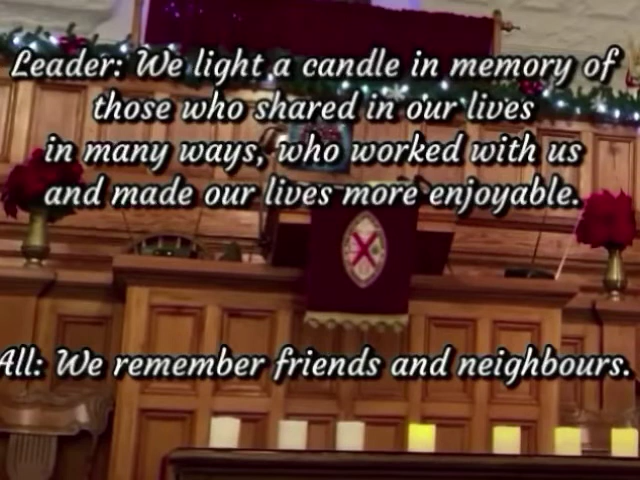 Leader: We light a candle in memory of
those who shared in our lives
in many ways, who worked with us
and made our lives more enjoyable.
All: We remember friends and neighbours.